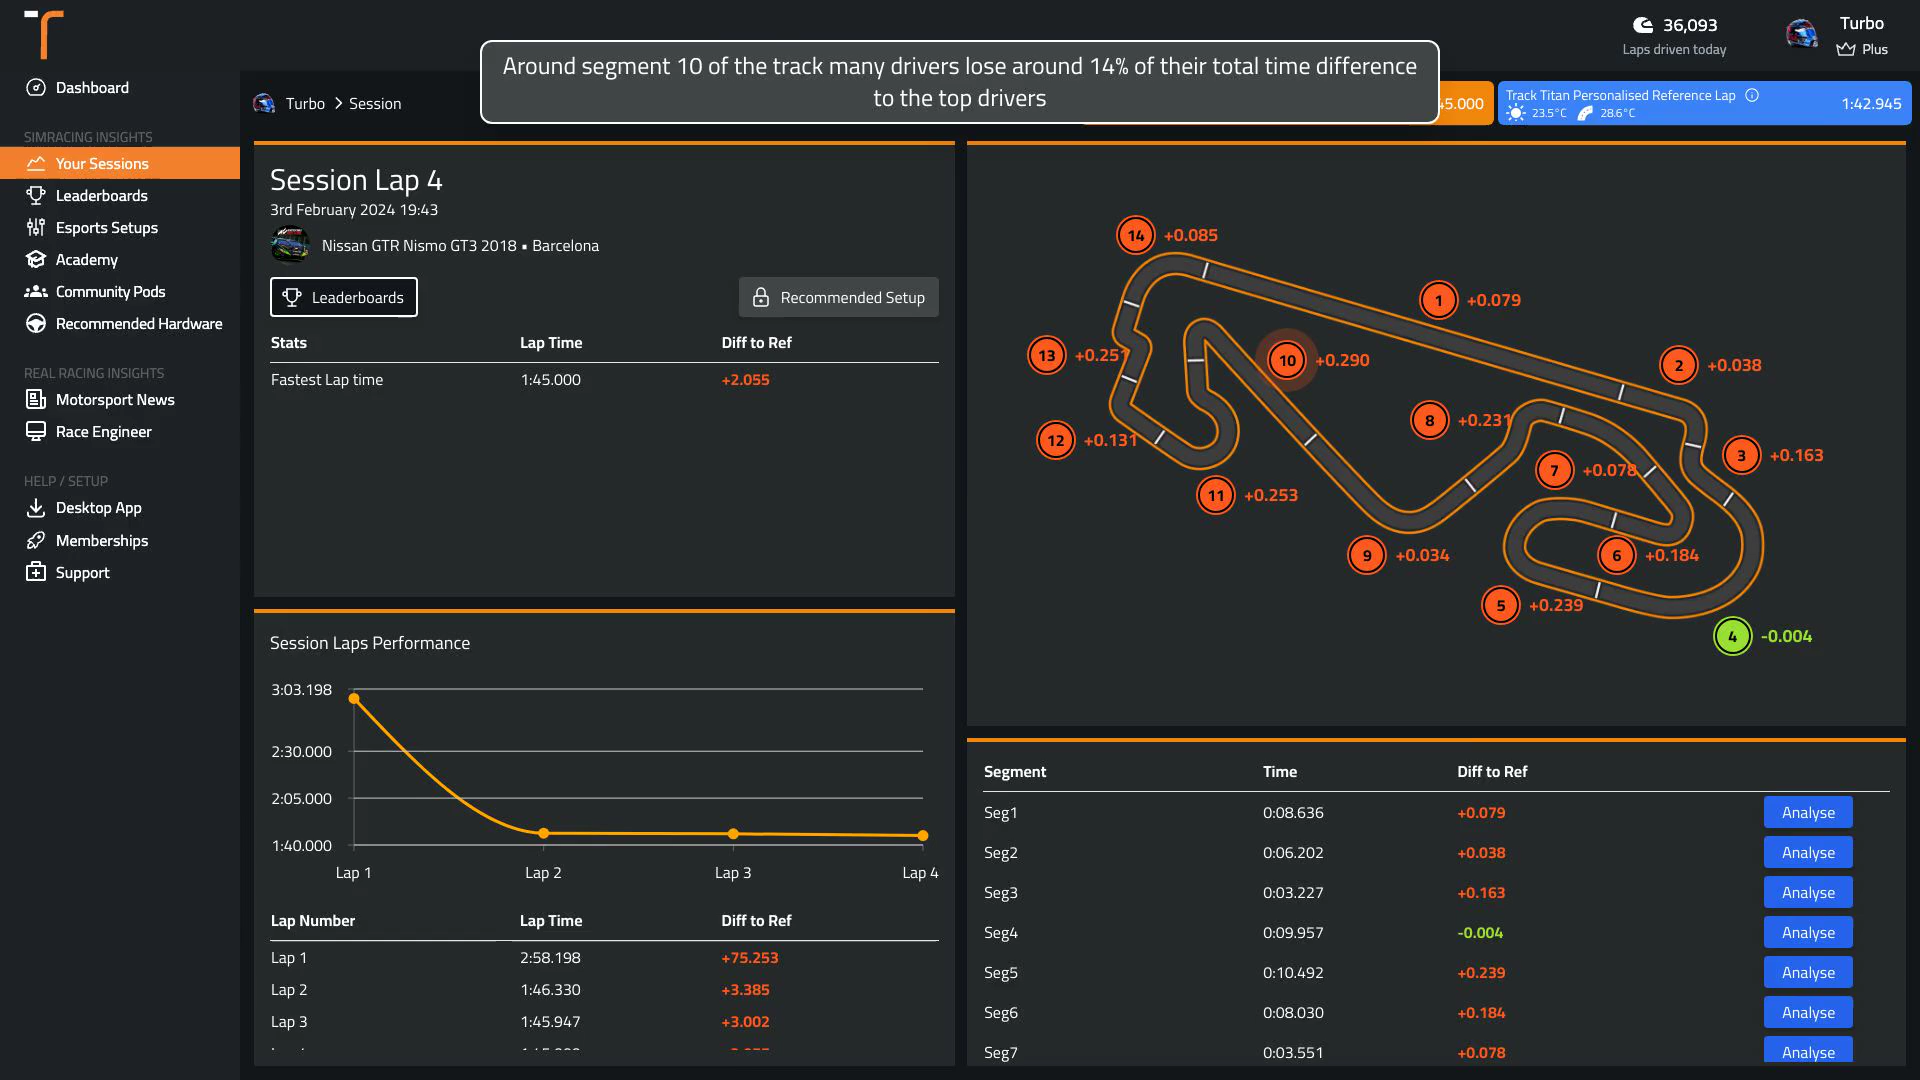 36,093
Laps driven today
Turbo
Plus
Around segment 10 of the track many drivers lose around 14% of their total time difference
to the top drivers
Dashboard
SIMRACING INSIGHTS
Your Sessions
Leaderboards
Esports Setups
Academy
Community Pods
Recommended Hardware
REAL RACING INSIGHTS
Motorsport News
Race Engineer
HELP / SETUP
Desktop App
Memberships
Support
Turbo > Session
45.000
Track Titan Personalised Reference Lap
23.5°C 28.6°C
1:42.945
Session Lap 4
3rd February 2024 19:43
Nissan GTR Nismo GT3 2018 • Barcelona
Leaderboards
Recommended Setup
Stats Lap Time Diff to Ref
Fastest Lap time 1:45.000 +2.055
14 +0.085
1 +0.079
13 +0.251
10 +0.290
2 +0.038
8 +0.231
12 +0.131
3 +0.163
7 +0.078
11 +0.253
9 +0.034
6 +0.184
5 +0.239
4 -0.004
Session Laps Performance
3:03.198
2:30.000
2:05.000
1:40.000
Lap 1 Lap 2 Lap 3 Lap 4
Lap Number Lap Time Diff to Ref
Lap 1 2:58.198 +75.253
Lap 2 1:46.330 +3.385
Lap 3 1:45.947 +3.002
Segment Time Diff to Ref
Seg1 0:08.636 +0.079 Analyse
Seg2 0:06.202 +0.038 Analyse
Seg3 0:03.227 +0.163 Analyse
Seg4 0:09.957 -0.004 Analyse
Seg5 0:10.492 +0.239 Analyse
Seg6 0:08.030 +0.184 Analyse
Seg7 0:03.551 +0.078 Analyse